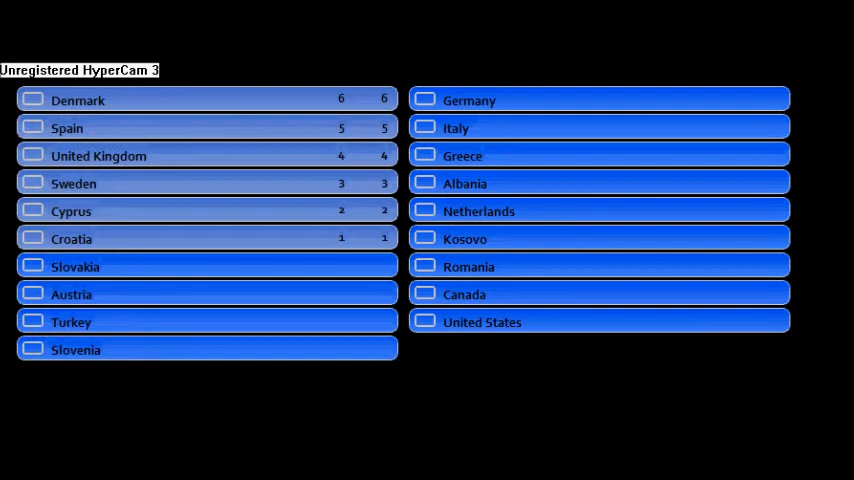 Unregistered HyperCam 3
Denmark 6 6
Spain 5 5
United Kingdom 4 4
Sweden 3 3
Cyprus 2 2
Croatia 1 1
Slovakia
Austria
Turkey
Slovenia
Germany
Italy
Greece
Albania
Netherlands
Kosovo
Romania
Canada
United States